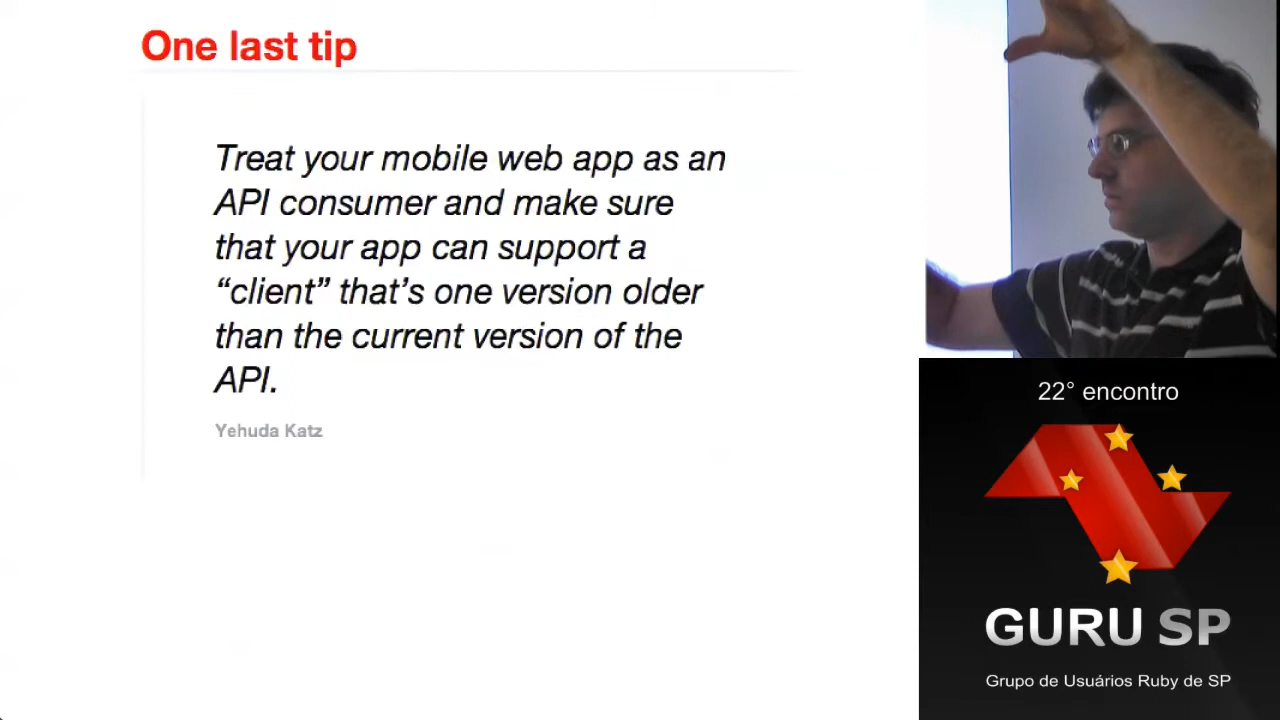 One last tip
Treat your mobile web app as an
API consumer and make sure
that your app can support a
“client” that’s one version older
than the current version of the
API.
Yehuda Katz
22° encontro
GURU SP
Grupo de Usuários Ruby de SP